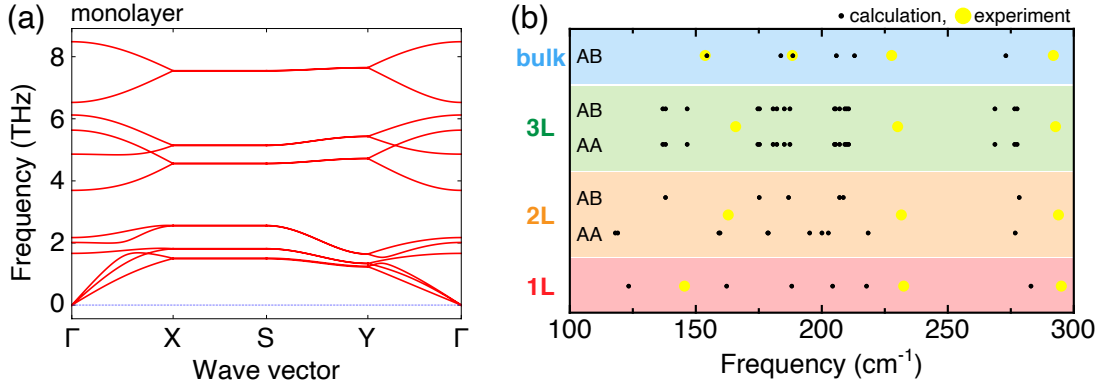 (a) monolayer
8
6
4
2
0
Frequency (THz)
Γ X S Y Γ
Wave vector
(b) • calculation, experiment
bulk AB
3L AB
AA
2L AB
AA
1L
100 150 200 250 300
Frequency (cm⁻¹)